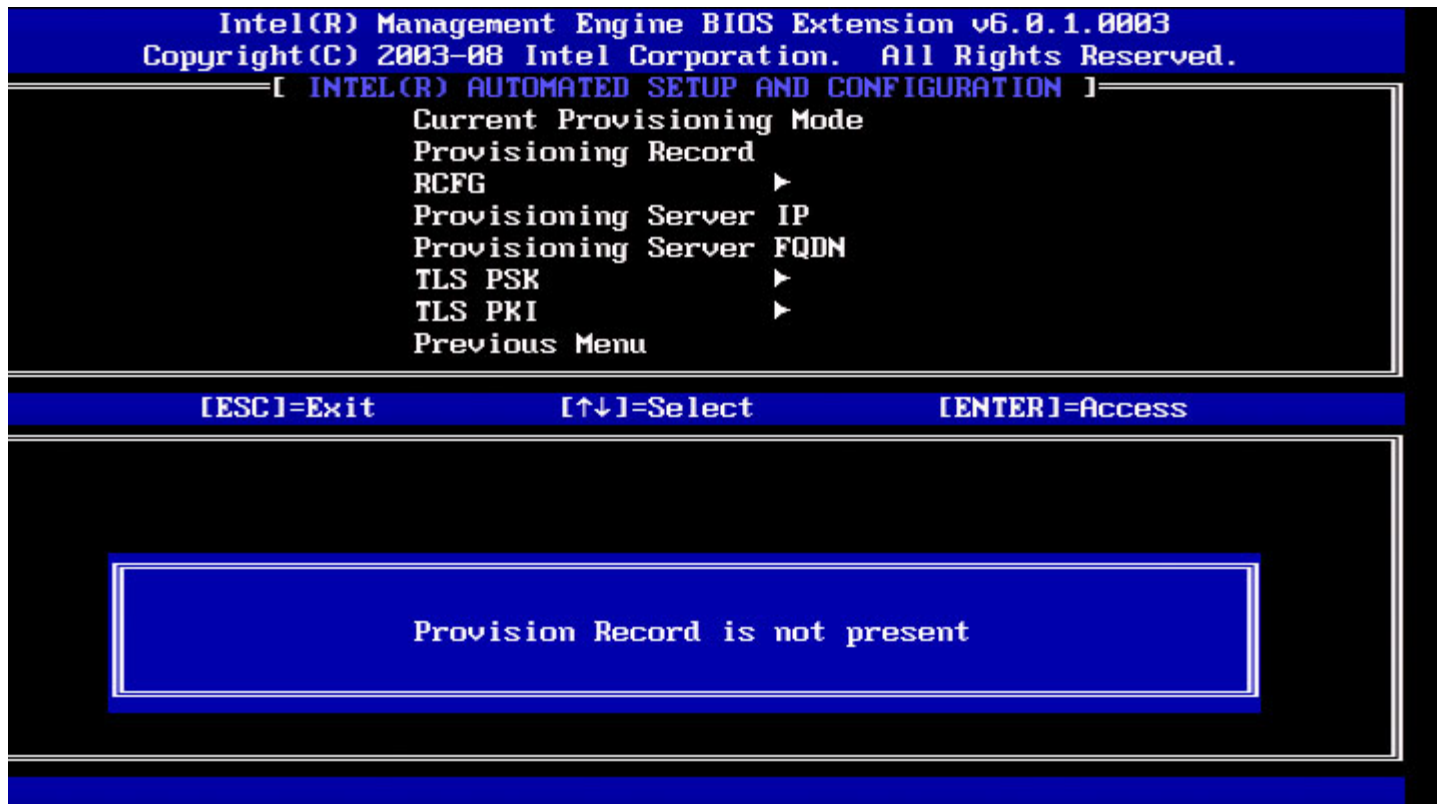 Intel(R) Management Engine BIOS Extension v6.0.1.0003
Copyright(C) 2003-08 Intel Corporation. All Rights Reserved.
[ INTEL(R) AUTOMATED SETUP AND CONFIGURATION ]
Current Provisioning Mode
Provisioning Record
RCFG ►
Provisioning Server IP
Provisioning Server FQDN
TLS PSK ►
TLS PKI ►
Previous Menu
[ESC]=Exit [↑↓]=Select [ENTER]=Access
Provision Record is not present